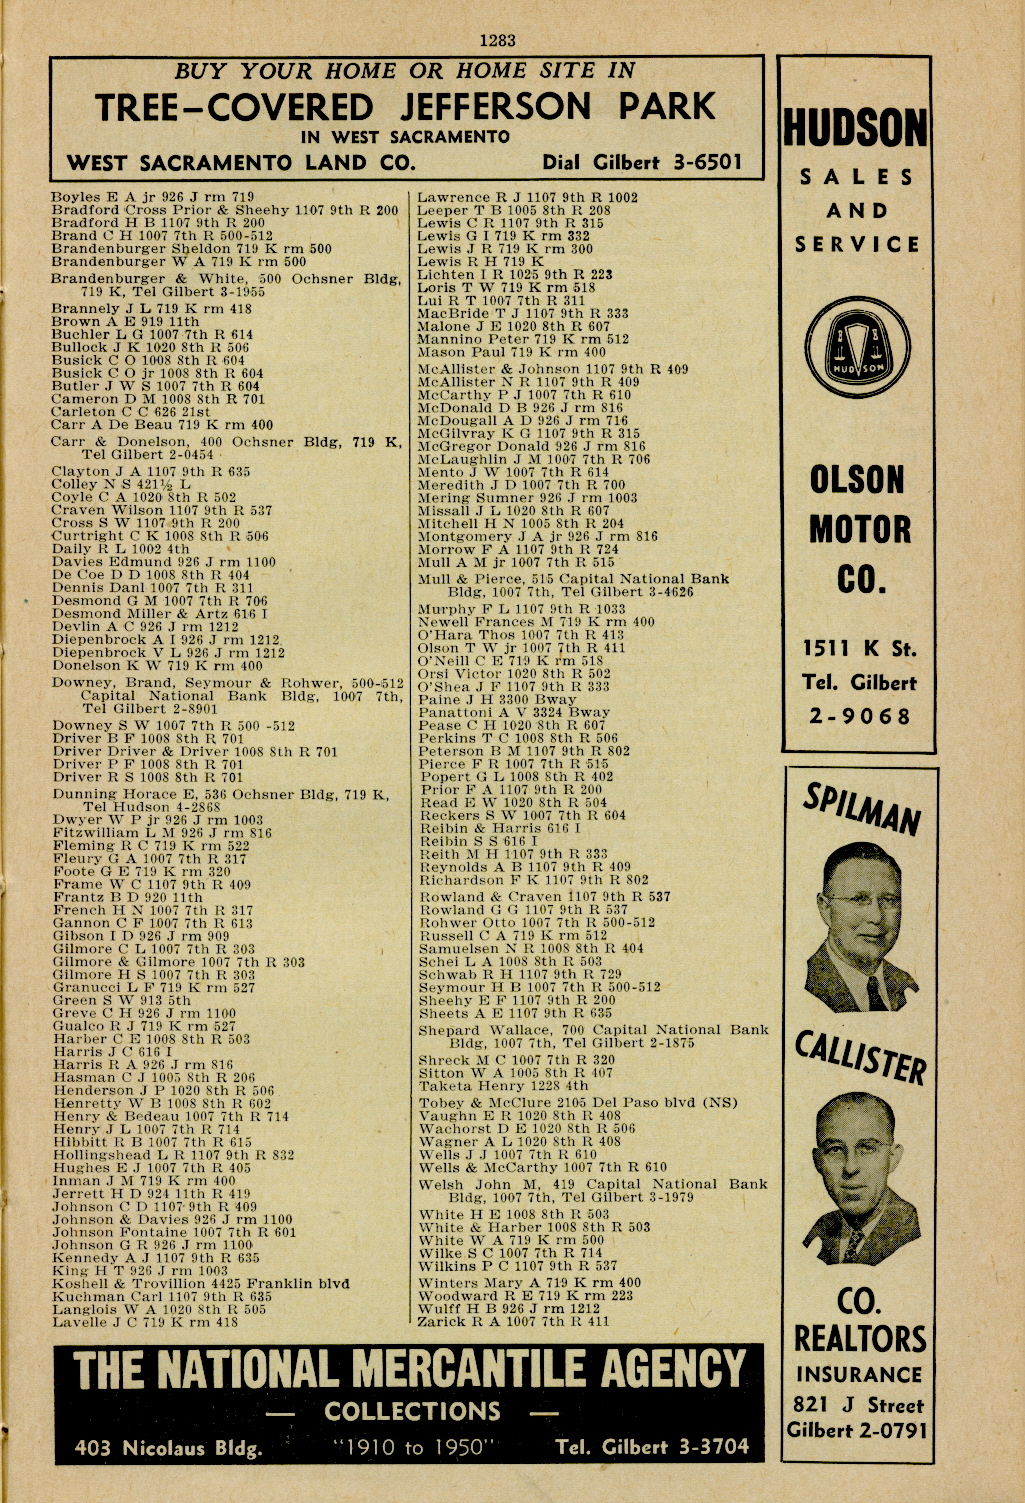 1283
BUY YOUR HOME OR HOME SITE IN
TREE-COVERED JEFFERSON PARK
IN WEST SACRAMENTO
WEST SACRAMENTO LAND CO. Dial Gilbert 3-6501
Boyles E A jr 926 J rm 719
Bradford Cross Prior & Sheehy 1107 9th R 200
Bradford H B 1107 9th R 200
Brand C H 1007 7th R 500-512
Brandenburger Sheldon 719 K rm 500
Brandenburger W A 719 K rm 500
Brandenburger & White, 500 Ochsner Bldg,
719 K, Tel Gilbert 3-1955
Brannely J L 719 K rm 418
Brown A E 919 11th
Buchler L G 1007 7th R 614
Bullock J K 1020 8th R 506
Busick C O 1008 8th R 604
Busick C O jr 1008 8th R 604
Butler J W S 1007 7th R 604
Cameron D M 1008 8th R 701
Carleton C C 626 21st
Carr A De Beau 719 K rm 400
Carr & Donelson, 400 Ochsner Bldg, 719 K,
Tel Gilbert 2-0454
Clayton J A 1107 9th R 635
Colley N S 421½ L
Coyle C A 1020 8th R 502
Craven Wilson 1107 9th R 537
Cross S W 1107 9th R 200
Curtright C K 1008 8th R 506
Daily R L 1002 4th
Davies Edmund 926 J rm 1100
De Coe D D 1008 8th R 404
Dennis Danl 1007 7th R 311
Desmond G M 1007 7th R 706
Desmond Miller & Artz 616 I
Devlin A C 926 J rm 1212
Diepenbrock A I 926 J rm 1212
Diepenbrock V L 926 J rm 1212
Donelson K W 719 K rm 400
Downey, Brand, Seymour & Rohwer, 500-512
Capital National Bank Bldg, 1007 7th,
Tel Gilbert 2-8901
Downey S W 1007 7th R 500 -512
Driver B F 1008 8th R 701
Driver Driver & Driver 1008 8th R 701
Driver P F 1008 8th R 701
Driver R S 1008 8th R 701
Dunning Horace E, 536 Ochsner Bldg, 719 K,
Tel Hudson 4-2868
Dwyer W P jr 926 J rm 1003
Fitzwilliam L M 926 J rm 816
Fleming R C 719 K rm 522
Fleury G A 1007 7th R 317
Foote G E 719 K rm 320
Frame W C 1107 9th R 409
Frantz B D 920 11th
French H N 1007 7th R 317
Gannon C F 1007 7th R 613
Gibson I D 926 J rm 909
Gilmore C L 1007 7th R 303
Gilmore & Gilmore 1007 7th R 303
Gilmore H S 1007 7th R 303
Granucci L F 719 K rm 527
Green S W 913 5th
Greve C H 926 J rm 1100
Gualco R J 719 K rm 527
Harber C E 1008 8th R 503
Harris J C 616 I
Harris R A 926 J rm 816
Hasman C J 1005 8th R 206
Henderson J P 1020 8th R 506
Henretty W B 1008 8th R 602
Henry & Bedeau 1007 7th R 714
Henry J L 1007 7th R 714
Hibbitt R B 1007 7th R 615
Hollingshead L R 1107 9th R 832
Hughes E J 1007 7th R 405
Inman J M 719 K rm 400
Jerrett H D 924 11th R 419
Johnson C D 1107 9th R 409
Johnson & Davies 926 J rm 1100
Johnson Fontaine 1007 7th R 601
Johnson G R 926 J rm 1100
Kennedy A J 1107 9th R 635
King H T 926 J rm 1003
Koshell & Trovillion 4425 Franklin blvd
Kuchman Carl 1107 9th R 635
Langlois W A 1020 8th R 505
Lavelle J C 719 K rm 418
Lawrence R J 1107 9th R 1002
Leeper T B 1005 8th R 208
Lewis C R 1107 9th R 315
Lewis G I 719 K rm 332
Lewis J R 719 K rm 300
Lewis R H 719 K
Lichten I R 1025 9th R 223
Loris T W 719 K rm 518
Lui R T 1007 7th R 311
MacBride T J 1107 9th R 333
Malone J E 1020 8th R 607
Mannino Peter 719 K rm 512
Mason Paul 719 K rm 400
McAllister & Johnson 1107 9th R 409
McAllister N R 1107 9th R 409
McCarthy P J 1007 7th R 610
McDonald D B 926 J rm 816
McDougall A D 926 J rm 716
McGilvray K G 1107 9th R 315
McGregor Donald 926 J rm 816
McLaughlin J M 1007 7th R 706
Mento J W 1007 7th R 614
Meredith J D 1007 7th R 700
Mering Sumner 926 J rm 1003
Missall J L 1020 8th R 607
Mitchell H N 1005 8th R 204
Montgomery J A jr 926 J rm 816
Morrow F A 1107 9th R 724
Mull A M jr 1007 7th R 515
Mull & Pierce, 515 Capital National Bank
Bldg, 1007 7th, Tel Gilbert 3-4626
Murphy F L 1107 9th R 1033
Newell Frances M 719 K rm 400
O'Hara Thos 1007 7th R 413
Olson T W jr 1007 7th R 411
O'Neill C E 719 K rm 518
Orsi Victor 1020 8th R 502
O'Shea J F 1107 9th R 333
Paine J H 3300 Bway
Panattoni A V 3324 Bway
Pease C H 1020 8th R 607
Perkins T C 1008 8th R 506
Peterson B M 1107 9th R 802
Pierce F R 1007 7th R 515
Popert G L 1008 8th R 402
Prior F A 1107 9th R 200
Read E W 1020 8th R 504
Reckers S W 1007 7th R 604
Reibin & Harris 616 I
Reibin S S 616 I
Reith M H 1107 9th R 333
Reynolds A B 1107 9th R 409
Richardson F K 1107 9th R 802
Rowland & Craven 1107 9th R 537
Rowland G G 1107 9th R 537
Rohwer Otto 1007 7th R 500-512
Russell C A 719 K rm 512
Samuelsen N R 1008 8th R 404
Schei L A 1008 8th R 503
Schwab R H 1107 9th R 729
Seymour H B 1007 7th R 500-512
Sheehy E F 1107 9th R 200
Sheets A E 1107 9th R 635
Shepard Wallace, 700 Capital National Bank
Bldg, 1007 7th, Tel Gilbert 2-1875
Shreck M C 1007 7th R 320
Sitton W A 1005 8th R 407
Taketa Henry 1228 4th
Tobey & McClure 2105 Del Paso blvd (NS)
Vaughn E R 1020 8th R 408
Wachorst D E 1020 8th R 506
Wagner A L 1020 8th R 408
Wells J J 1007 7th R 610
Wells & McCarthy 1007 7th R 610
Welsh John M, 419 Capital National Bank
Bldg, 1007 7th, Tel Gilbert 3-1979
White H E 1008 8th R 503
White & Harber 1008 8th R 503
White W A 719 K rm 500
Wilke S C 1007 7th R 714
Wilkins P C 1107 9th R 537
Winters Mary A 719 K rm 400
Woodward R E 719 K rm 223
Wulff H B 926 J rm 1212
Zarick R A 1007 7th R 411
HUDSON
SALES
AND
SERVICE
HUDSON
OLSON
MOTOR
CO.
1511 K St.
Tel. Gilbert
2-9068
SPILMAN
CALLISTER
CO.
REALTORS
INSURANCE
821 J Street
Gilbert 2-0791
THE NATIONAL MERCANTILE AGENCY
— COLLECTIONS —
403 Nicolaus Bldg. "1910 to 1950" Tel. Gilbert 3-3704